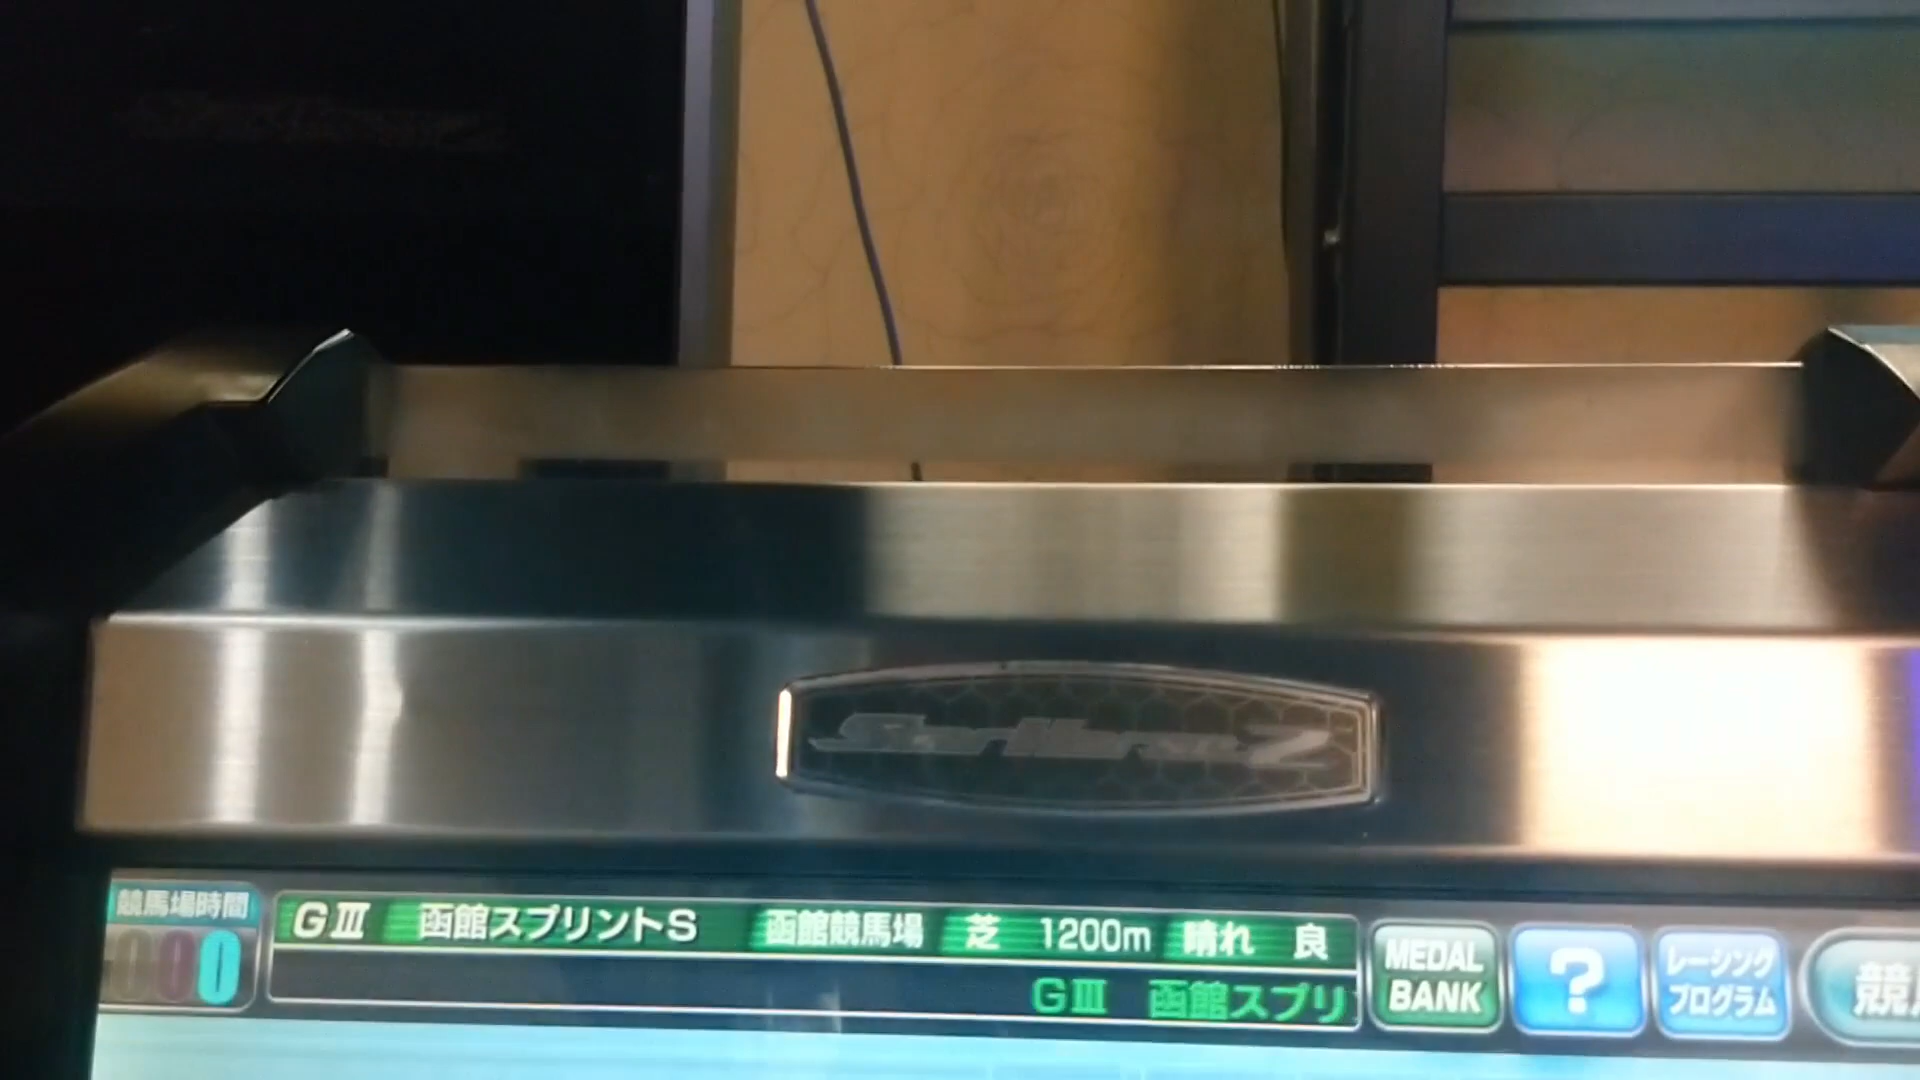 StarHorse2
競馬場時間
0
GⅢ 函館スプリントS 函館競馬場 芝 1200m 晴れ 良
GⅢ 函館スプリ
MEDAL
BANK
?
レーシング
プログラム
競